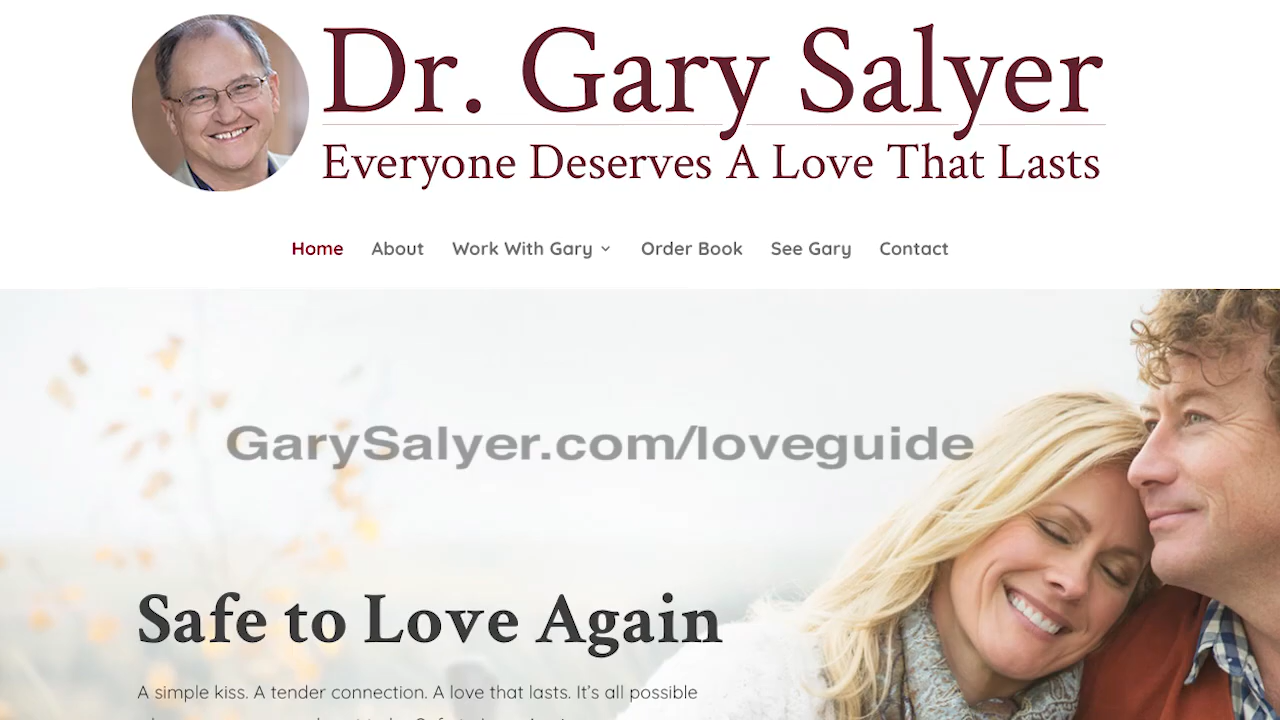 Dr. Gary Salyer
Everyone Deserves A Love That Lasts
Home About Work With Gary Order Book See Gary Contact
GarySalyer.com/loveguide
Safe to Love Again
A simple kiss. A tender connection. A love that lasts. It’s all possible